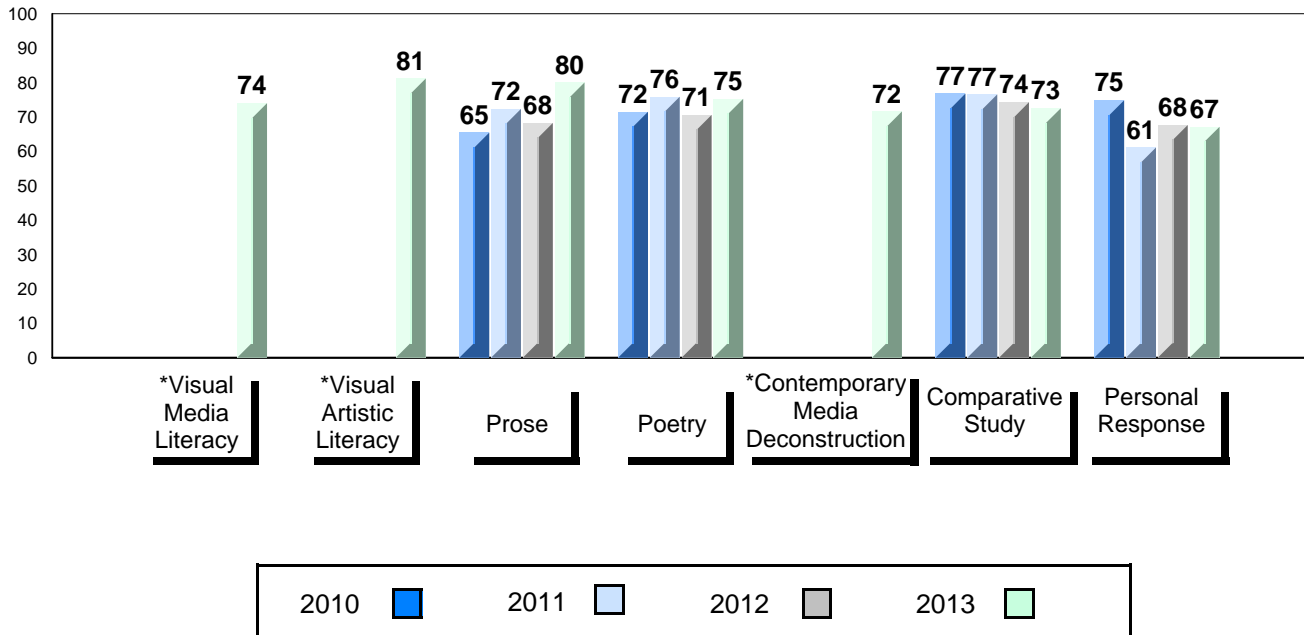 100
90
80
70
60
50
40
30
20
10
0
74
81
65 72 68 80
72 76 71 75
72
77 77 74 73
75 61 68 67
*Visual
Media
Literacy
*Visual
Artistic
Literacy
Prose
Poetry
*Contemporary
Media
Deconstruction
Comparative
Study
Personal
Response
2010 2011 2012 2013